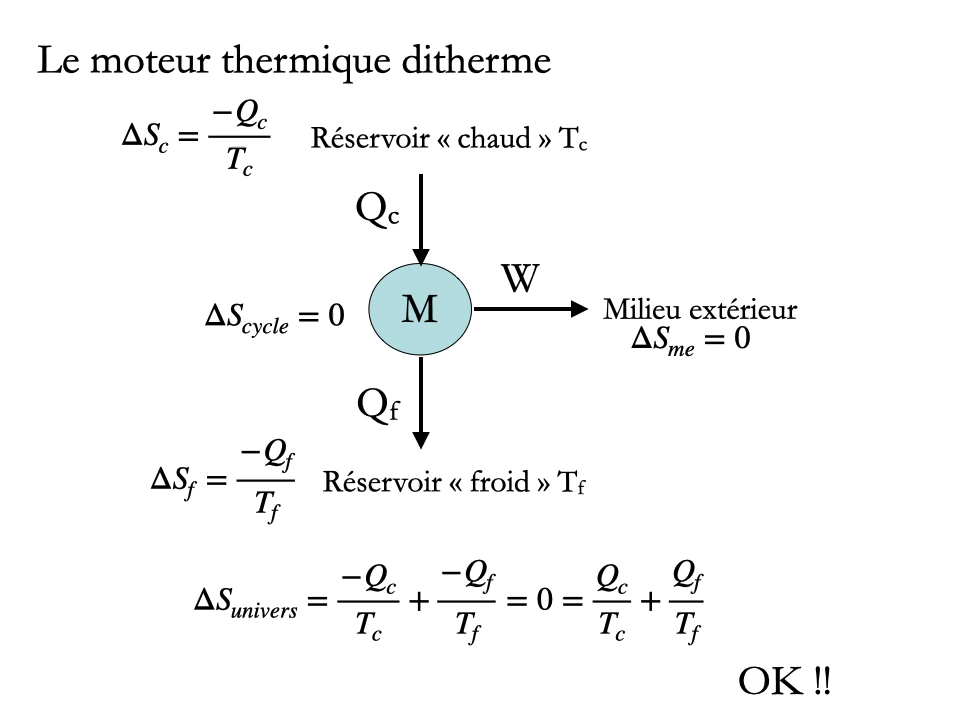 Le moteur thermique ditherme
ΔS_c = −Q_c / T_c
Réservoir « chaud » T_c
Q_c
W
M
ΔS_cycle = 0
Milieu extérieur
ΔS_me = 0
Q_f
ΔS_f = −Q_f / T_f
Réservoir « froid » T_f
ΔS_univers = −Q_c / T_c + −Q_f / T_f = 0 = Q_c / T_c + Q_f / T_f
OK !!